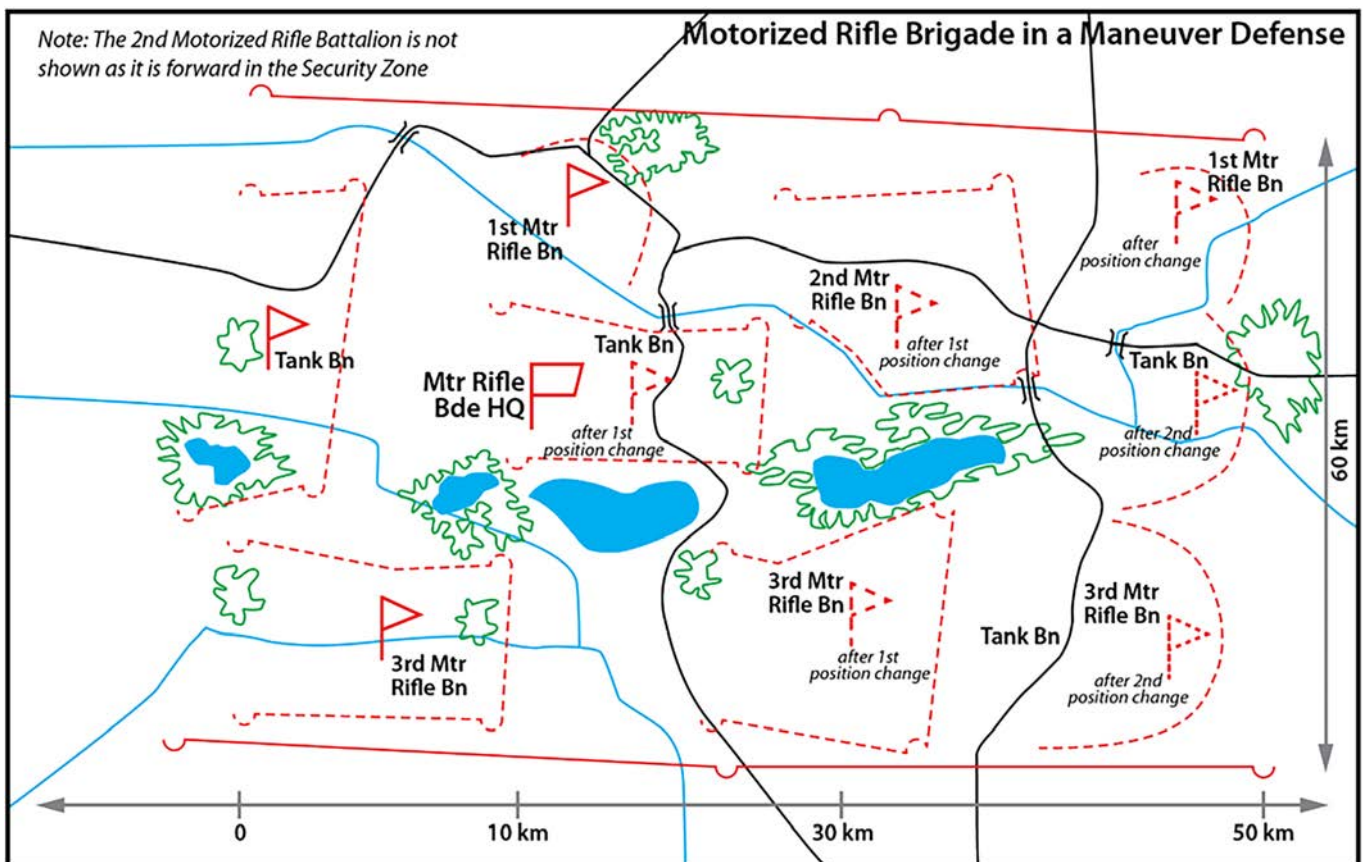 Note: The 2nd Motorized Rifle Battalion is not
shown as it is forward in the Security Zone
Motorized Rifle Brigade in a Maneuver Defense
1st Mtr
Rifle Bn
1st Mtr
Rifle Bn
after
position change
2nd Mtr
Rifle Bn
after 1st
position change
Tank Bn
Tank Bn
after 1st
position change
Tank Bn
after 2nd
position change
Mtr Rifle
Bde HQ
3rd Mtr
Rifle Bn
3rd Mtr
Rifle Bn
after 1st
position change
Tank Bn
3rd Mtr
Rifle Bn
after 2nd
position change
60 km
0
10 km
30 km
50 km